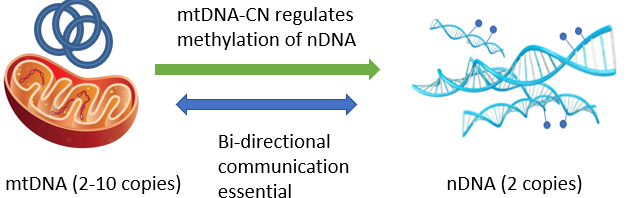 mtDNA-CN regulates
methylation of nDNA
Bi-directional
communication
essential
mtDNA (2-10 copies)
nDNA (2 copies)